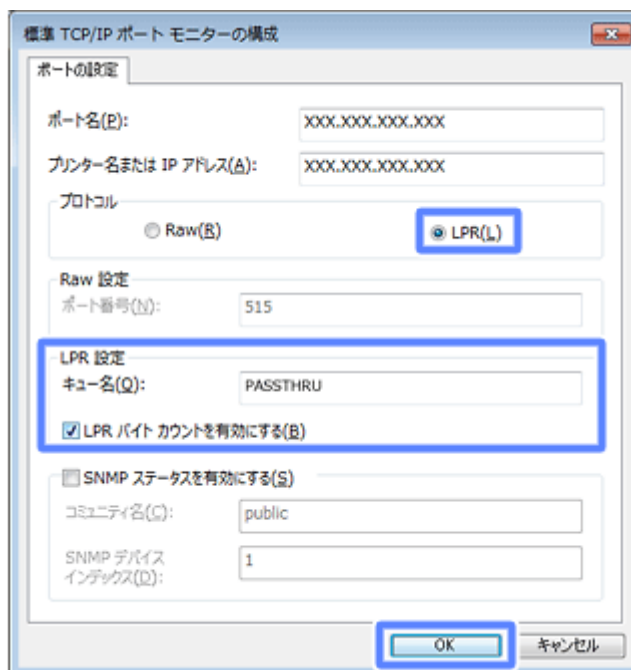 標準 TCP/IP ポート モニターの構成
ポートの設定
ポート名(P): XXX.XXX.XXX.XXX
プリンター名または IP アドレス(A): XXX.XXX.XXX.XXX
プロトコル
Raw(R) LPR(L)
Raw 設定
ポート番号(N): 515
LPR 設定
キュー名(Q): PASSTHRU
LPR バイト カウントを有効にする(B)
SNMP ステータスを有効にする(S)
コミュニティ名(C): public
SNMP デバイス 1
インデックス(D):
OK キャンセル